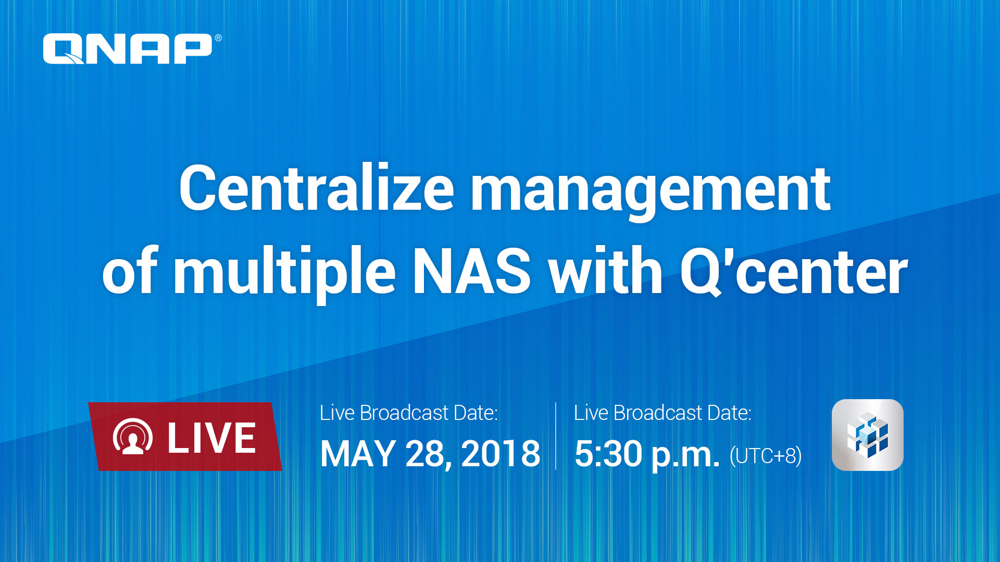 QNAP®
Centralize management
of multiple NAS with Q'center
LIVE
Live Broadcast Date:
MAY 28, 2018
Live Broadcast Date:
5:30 p.m. (UTC+8)